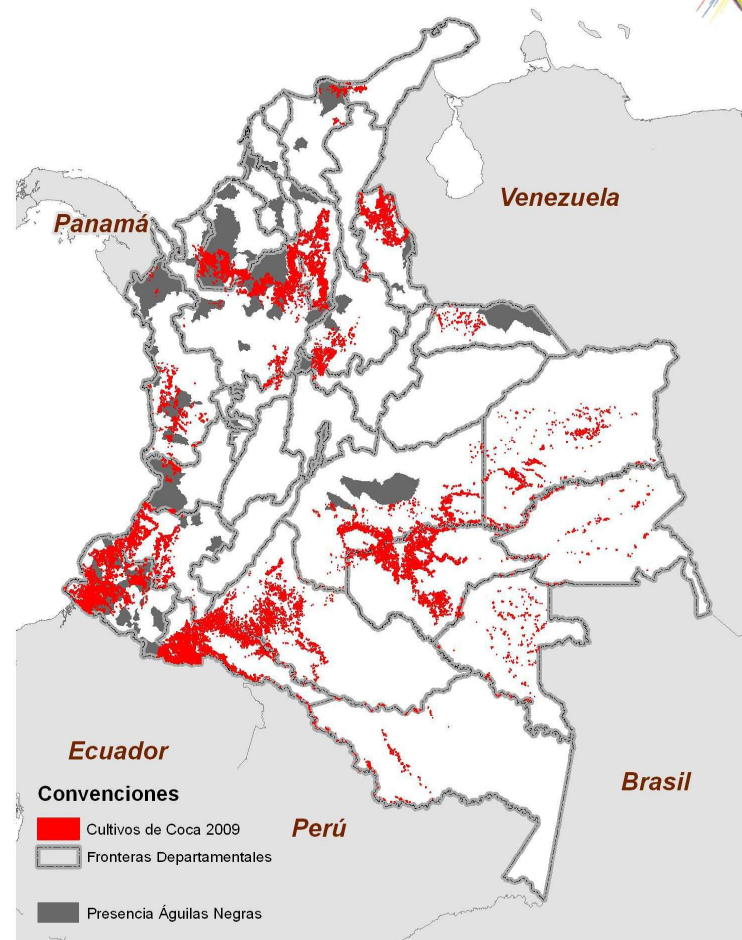 Venezuela
Panamá
Ecuador
Brasil
Convenciones
Perú
Cultivos de Coca 2009
Fronteras Departamentales
Presencia Águilas Negras